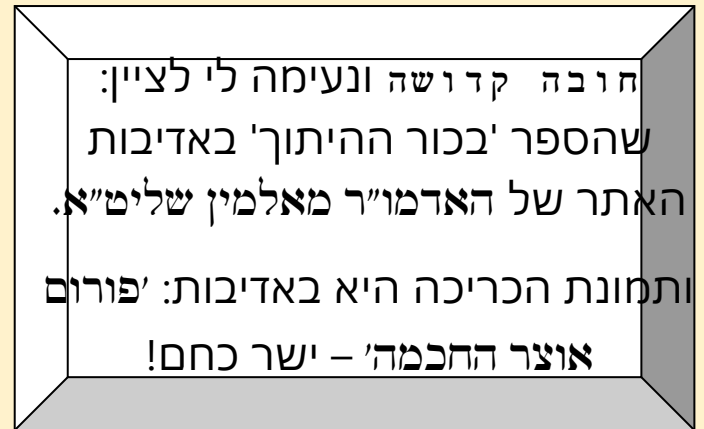 חובה קדושה ונעימה לי לציין:
שהספר 'בכור ההיתוך' באדיבות
האתר של האדמו״ר מאלמין שליט״א.
ותמונת הכריכה היא באדיבות: ׳פורום
אוצר החכמה׳ – ישר כחם!